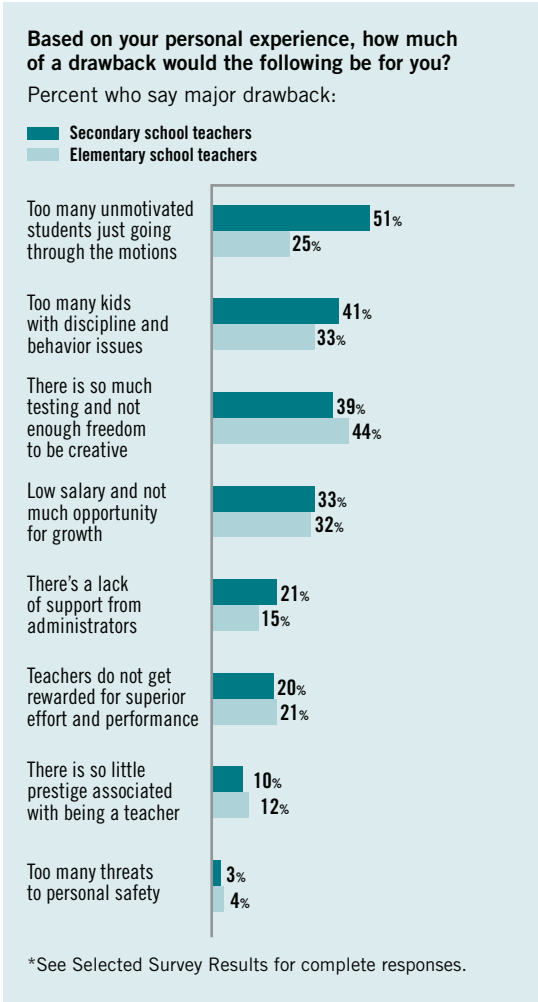 Based on your personal experience, how much
of a drawback would the following be for you?
Percent who say major drawback:
Secondary school teachers
Elementary school teachers
Too many unmotivated
students just going
through the motions
51%
25%
Too many kids
with discipline and
behavior issues
41%
33%
There is so much
testing and not
enough freedom
to be creative
39%
44%
Low salary and not
much opportunity
for growth
33%
32%
There's a lack
of support from
administrators
21%
15%
Teachers do not get
rewarded for superior
effort and performance
20%
21%
There is so little
prestige associated
with being a teacher
10%
12%
Too many threats
to personal safety
3%
4%
*See Selected Survey Results for complete responses.